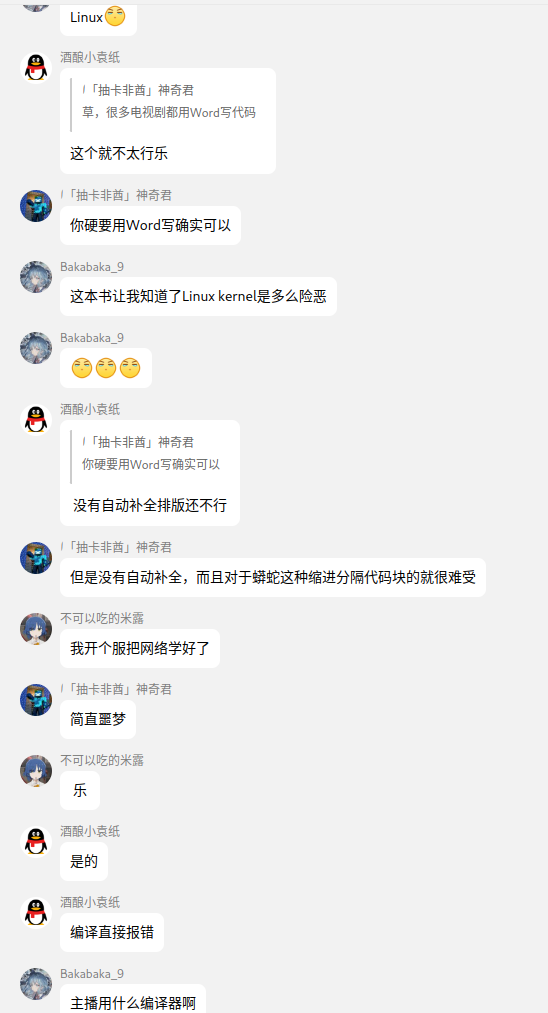 Linux
酒酿小袁纸
/「抽卡非酋」神奇君
草，很多电视剧都用Word写代码
这个就不太行乐
/「抽卡非酋」神奇君
你硬要用Word写确实可以
Bakabaka_9
这本书让我知道了Linux kernel是多么险恶
Bakabaka_9
酒酿小袁纸
/「抽卡非酋」神奇君
你硬要用Word写确实可以
没有自动补全排版还不行
/「抽卡非酋」神奇君
但是没有自动补全，而且对于蟒蛇这种缩进分隔代码块的就很难受
不可以吃的米露
我开个服把网络学好了
/「抽卡非酋」神奇君
简直噩梦
不可以吃的米露
乐
酒酿小袁纸
是的
酒酿小袁纸
编译直接报错
Bakabaka_9
主播用什么编译器啊